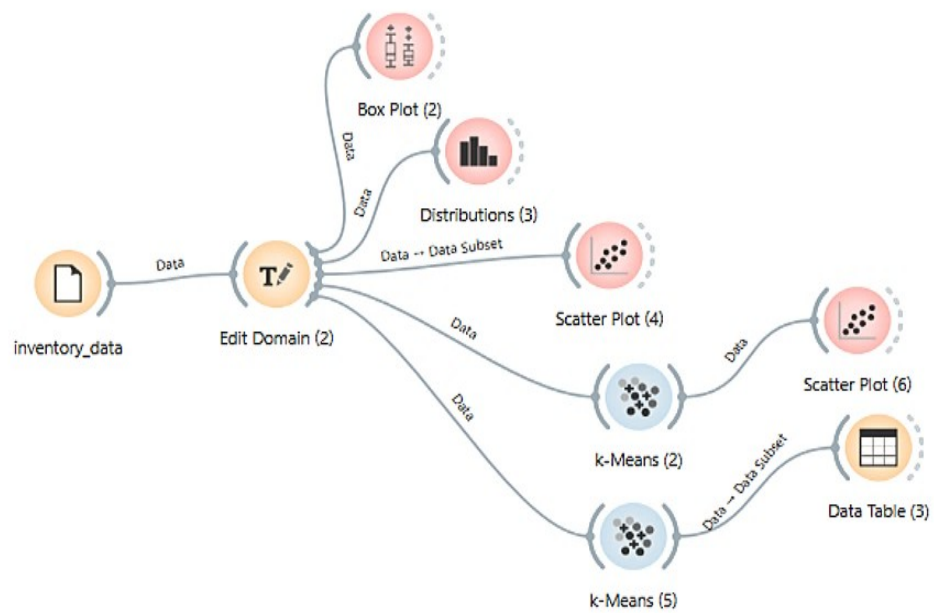 Box Plot (2)
Data
Distributions (3)
Data
Data → Data Subset
Scatter Plot (4)
Data
T
inventory_data
Edit Domain (2)
Data
Data
Scatter Plot (6)
k-Means (2)
Data
Data → Data Subset
Data Table (3)
k-Means (5)